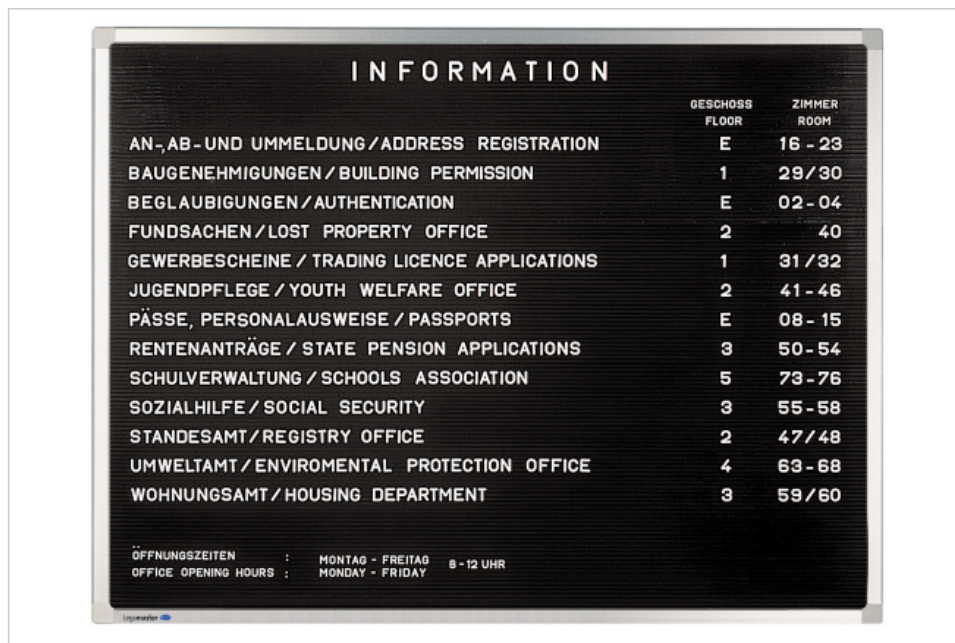 INFORMATION
GESCHOSS ZIMMER
FLOOR ROOM
AN-,AB-UND UMMELDUNG/ADDRESS REGISTRATION E 16-23
BAUGENEHMIGUNGEN/BUILDING PERMISSION 1 29/30
BEGLAUBIGUNGEN/AUTHENTICATION E 02-04
FUNDSACHEN/LOST PROPERTY OFFICE 2 40
GEWERBESCHEINE/TRADING LICENCE APPLICATIONS 1 31/32
JUGENDPFLEGE/YOUTH WELFARE OFFICE 2 41-46
PÄSSE, PERSONALAUSWEISE/PASSPORTS E 08-15
RENTENANTRÄGE/STATE PENSION APPLICATIONS 3 50-54
SCHULVERWALTUNG/SCHOOLS ASSOCIATION 5 73-76
SOZIALHILFE/SOCIAL SECURITY 3 55-58
STANDESAMT/REGISTRY OFFICE 2 47/48
UMWELTAMT/ENVIROMENTAL PROTECTION OFFICE 4 63-68
WOHNUNGSAMT/HOUSING DEPARTMENT 3 59/60
ÖFFNUNGSZEITEN : MONTAG - FREITAG 8-12 UHR
OFFICE OPENING HOURS : MONDAY - FRIDAY
Legamaster